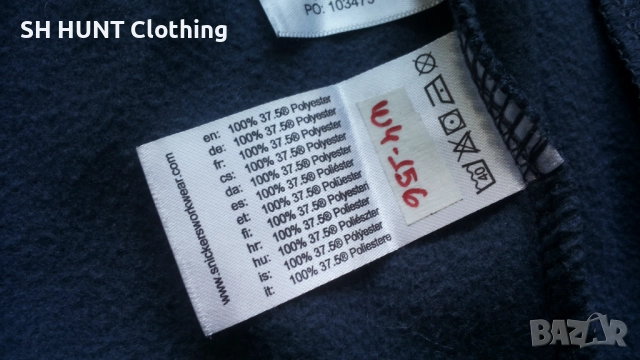 SH HUNT Clothing
PO: 103475
www.snickersworkwear.com
en: 100% 37.5® Polyester
de: 100% 37.5® Polyester
fr: 100% 37.5® Polyester
cs: 100% 37.5® Polyester
da: 100% 37.5® Polyester
es: 100% 37.5® Poliéster
et: 100% 37.5® Polüester
fi: 100% 37.5® Polyesteri
hr: 100% 37.5® Poliester
hu: 100% 37.5® Poliészter
is: 100% 37.5® Pólýester
it: 100% 37.5® Poliestere
W4-156
40
BAZAR